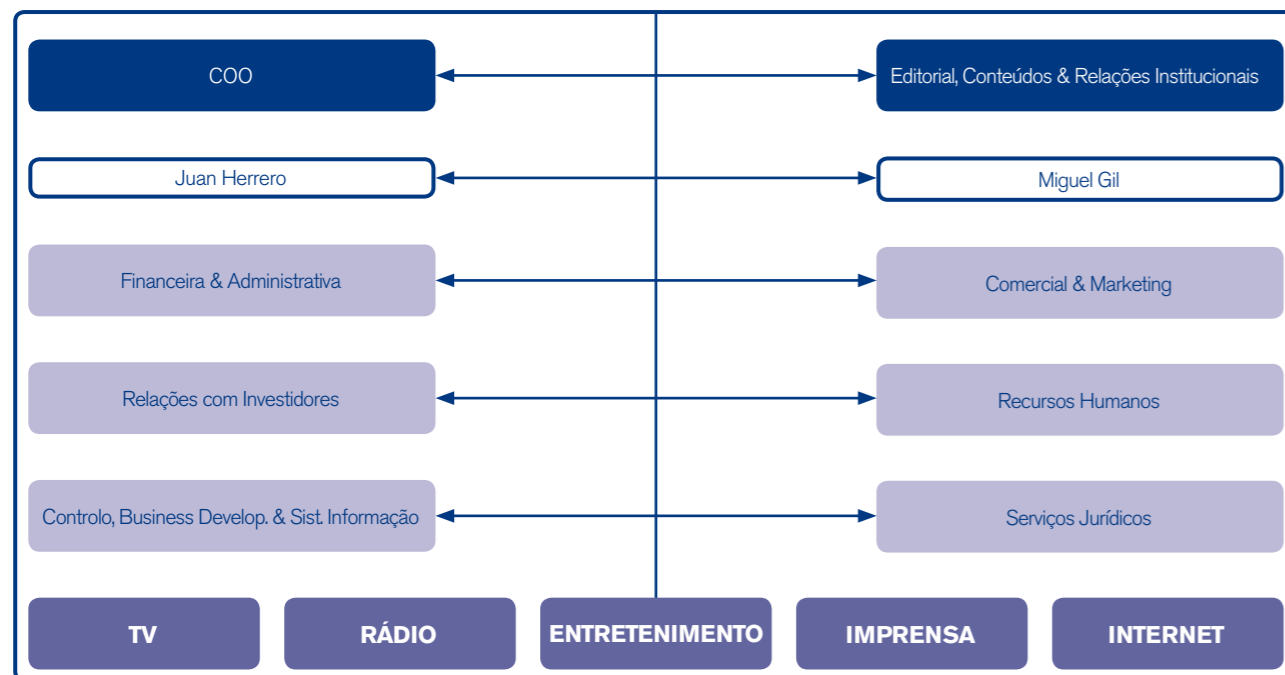 COO
Editorial, Conteúdos & Relações Institucionais
Juan Herrero
Miguel Gil
Financeira & Administrativa
Comercial & Marketing
Relações com Investidores
Recursos Humanos
Controlo, Business Develop. & Sist. Informação
Serviços Jurídicos
TV
RÁDIO
ENTRETENIMENTO
IMPRENSA
INTERNET